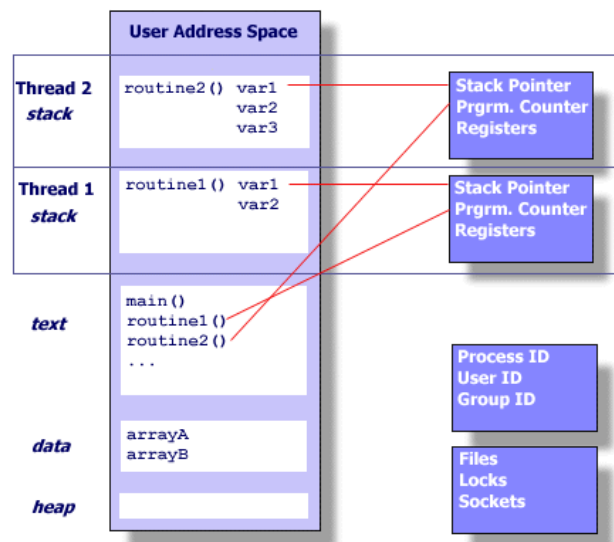 User Address Space
Thread 2
stack
routine2() var1
var2
var3
Stack Pointer
Prgrm. Counter
Registers
Thread 1
stack
routine1() var1
var2
Stack Pointer
Prgrm. Counter
Registers
text
main()
routine1()
routine2()
...
Process ID
User ID
Group ID
data
arrayA
arrayB
Files
Locks
Sockets
heap